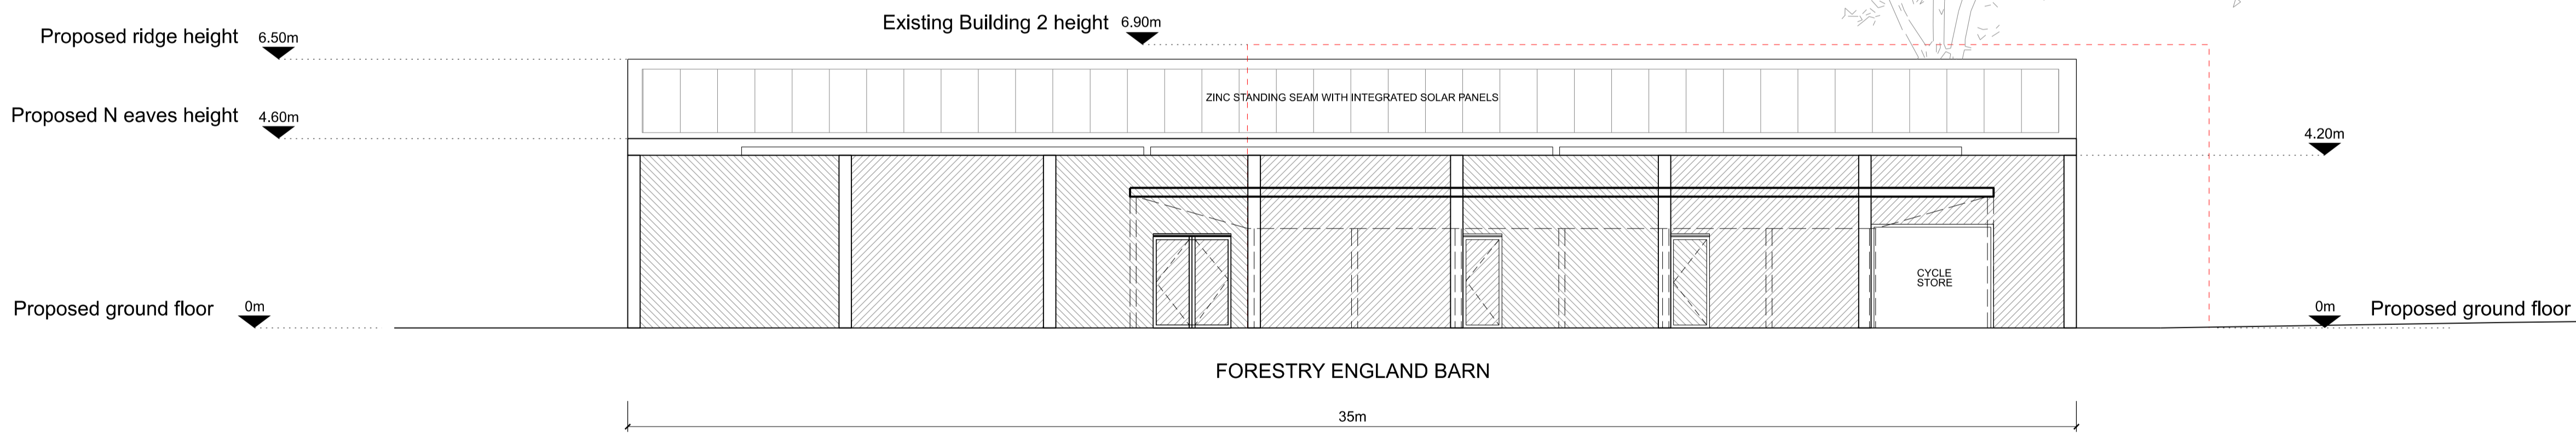 Existing Building 2 height 6.90m
Proposed ridge height 6.50m
ZINC STANDING SEAM WITH INTEGRATED SOLAR PANELS
Proposed N eaves height 4.60m
4.20m
CYCLE
STORE
Proposed ground floor 0m
0m Proposed ground floor
FORESTRY ENGLAND BARN
35m